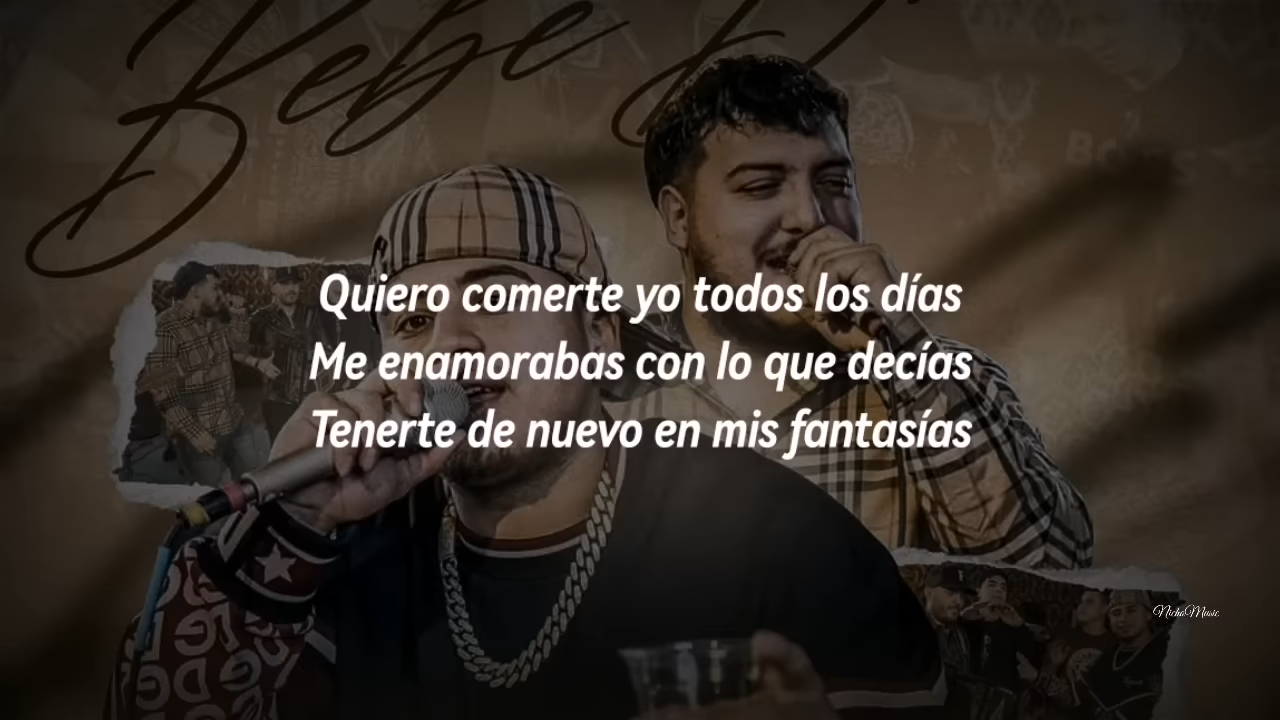 Bebe
Quiero comerte yo todos los días
Me enamorabas con lo que decías
Tenerte de nuevo en mis fantasías
NichoMusic